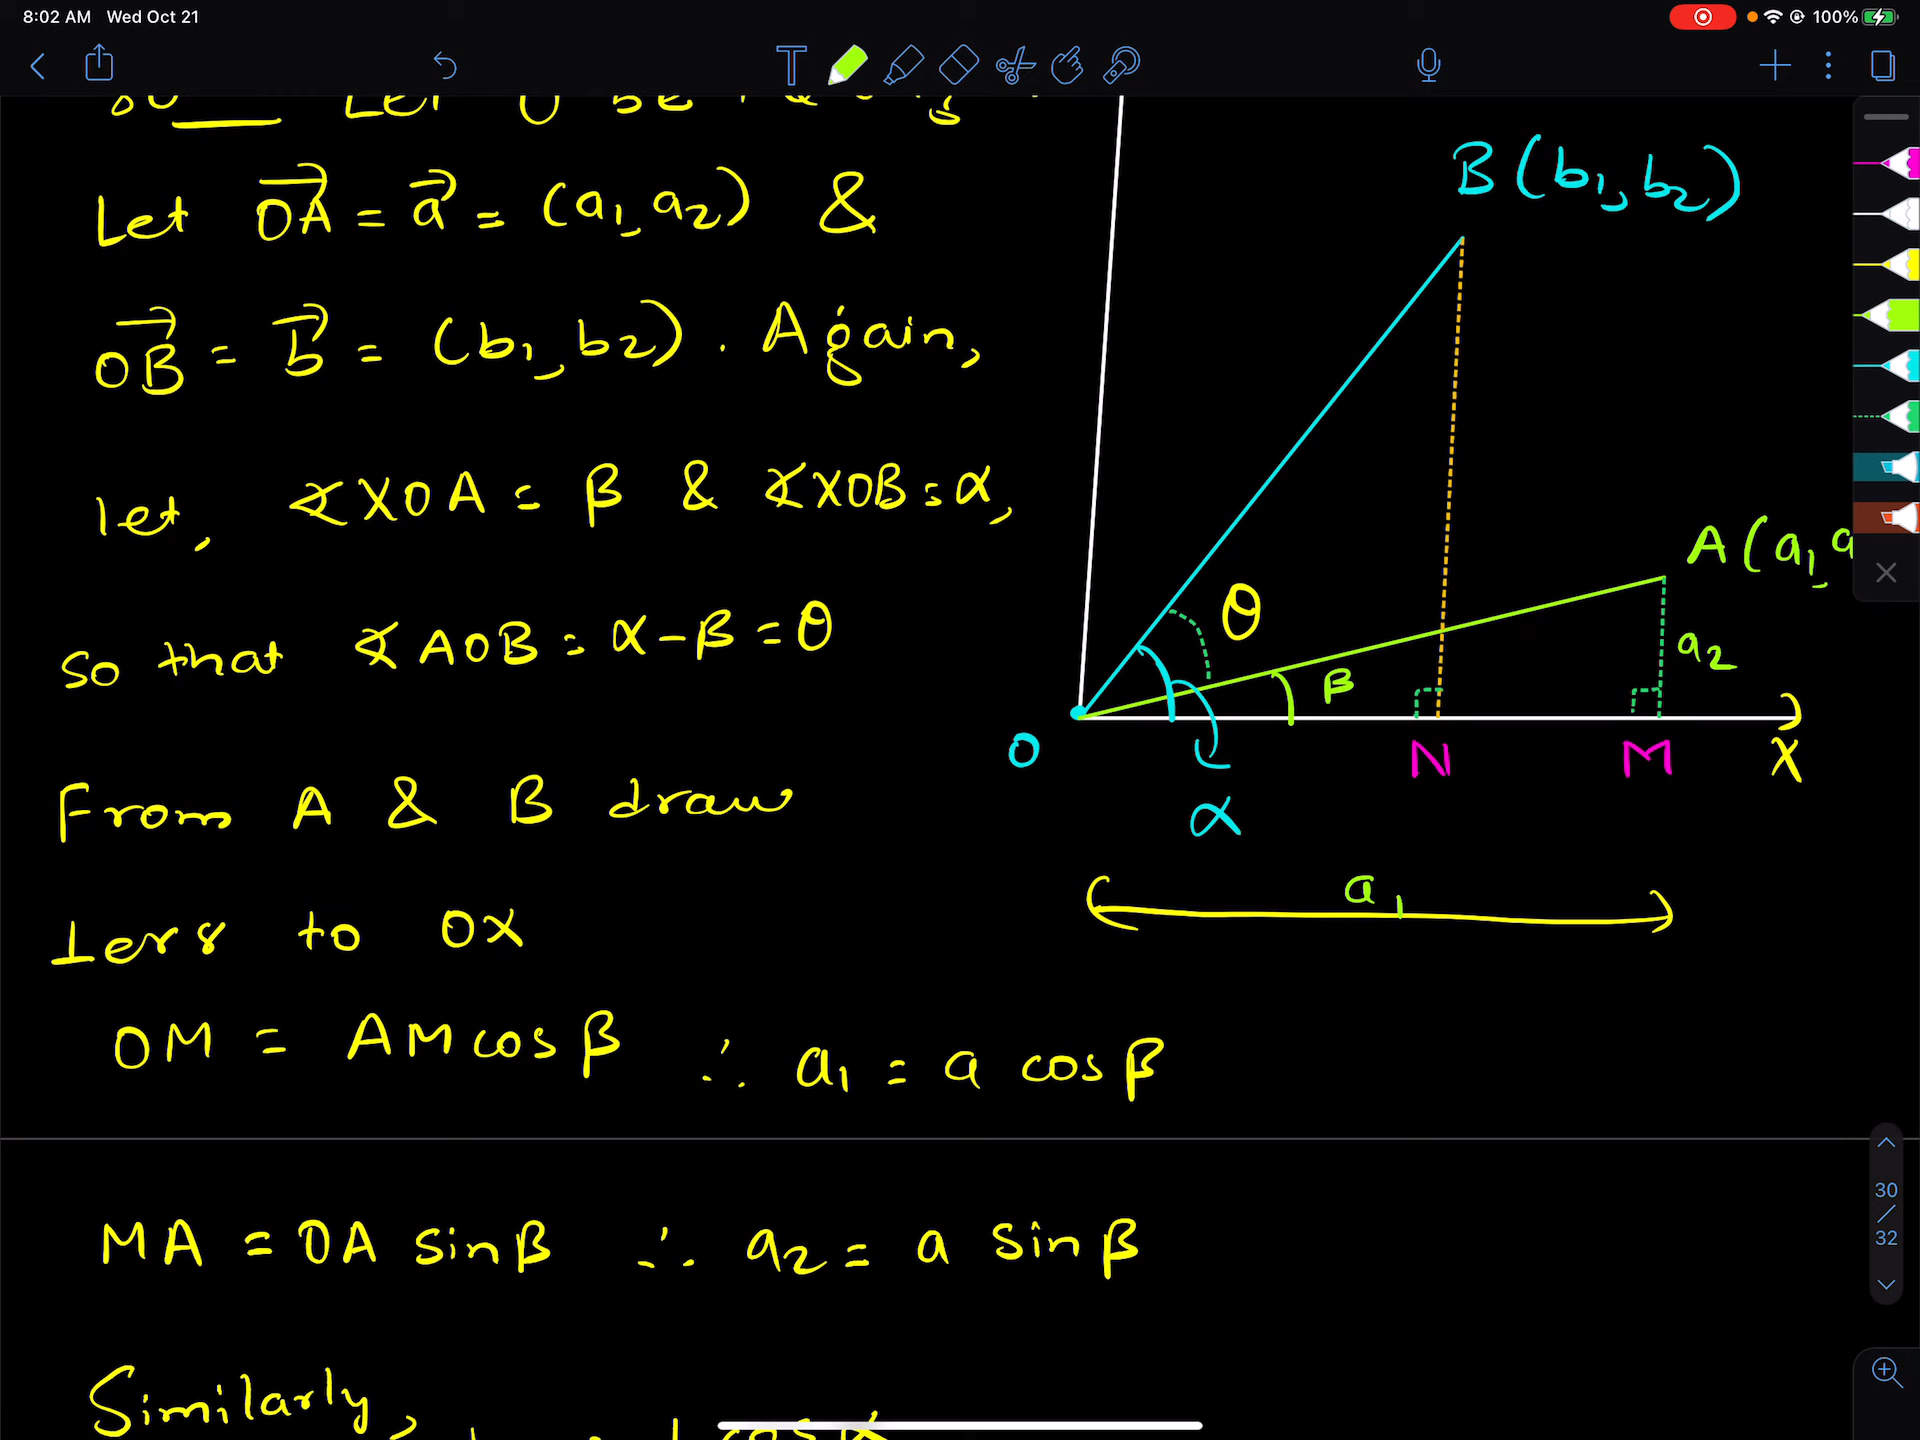 8:02 AM Wed Oct 21
100%
Let
Let OA⃗ = a⃗ = (a1, a2) &
OB⃗ = b⃗ = (b1, b2). Again,
let, ∢XOA = β & ∢XOB = α,
so that ∢AOB = α - β = θ
From A & B draw
⊥ers to OX
OM = AM cos β ∴ a1 = a cos β
MA = OA sin β ∴ a2 = a sin β
Similarly,
B (b1, b2)
A (a1,
θ
β
a2
O
N
M
X
α
a1
30
/
32